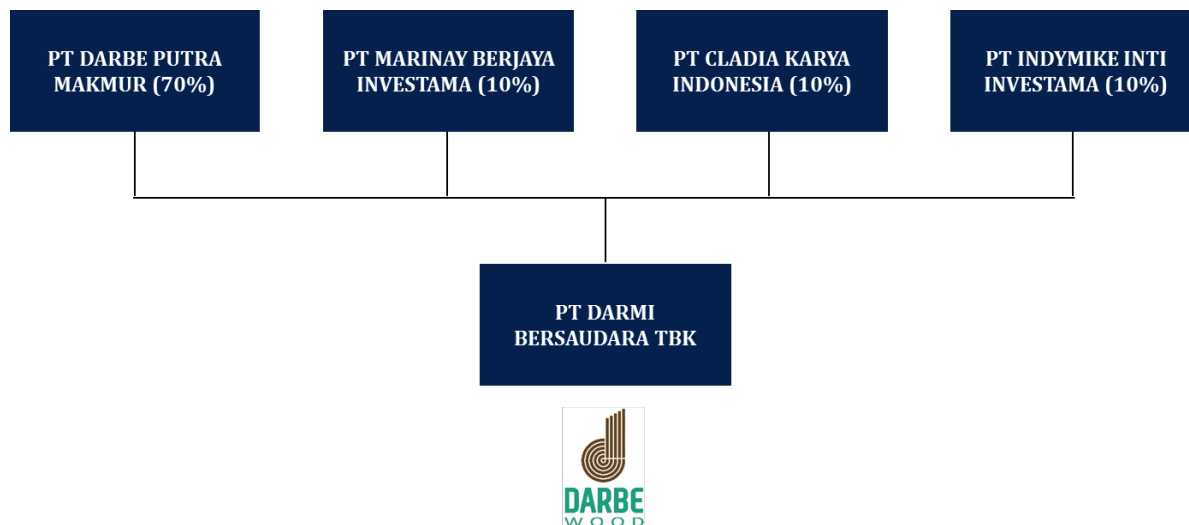 PT DARBE PUTRA
MAKMUR (70%)
PT MARINAY BERJAYA
INVESTAMA (10%)
PT CLADIA KARYA
INDONESIA (10%)
PT INDYMIKE INTI
INVESTAMA (10%)
PT DARMI
BERSAUDARA TBK
DARBE
WOOD